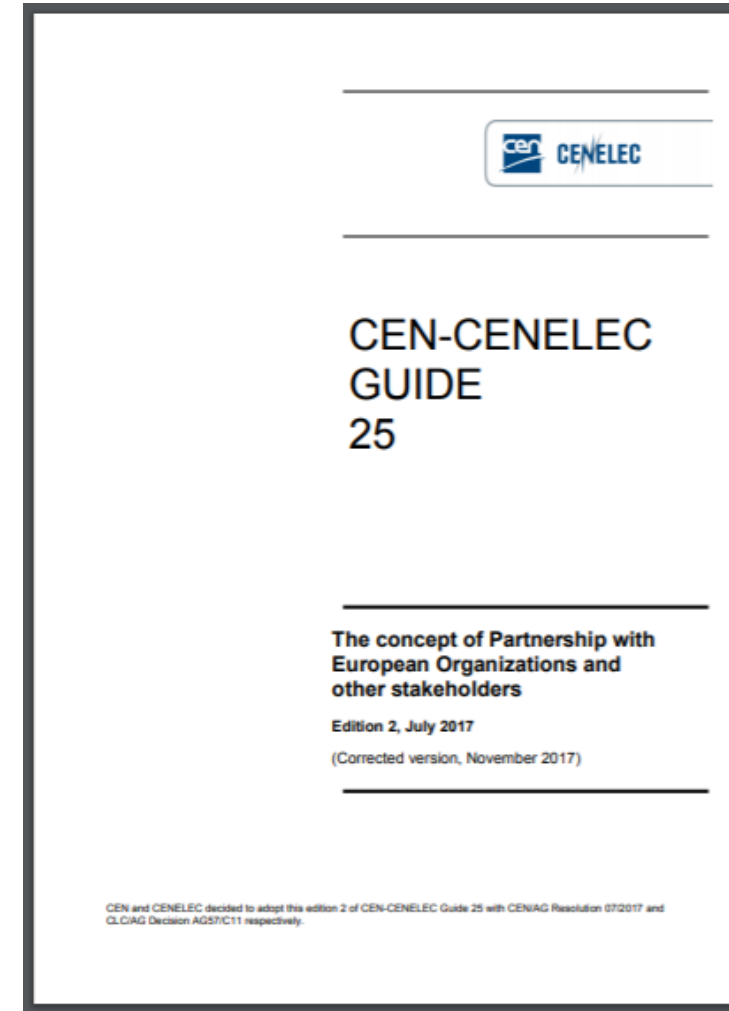 cen CENELEC
CEN-CENELEC
GUIDE
25
The concept of Partnership with
European Organizations and
other stakeholders
Edition 2, July 2017
(Corrected version, November 2017)
CEN and CENELEC decided to adopt this edition 2 of CEN-CENELEC Guide 25 with CEN/AG Resolution 07/2017 and
CLC/AG Decision AG57/C11 respectively.